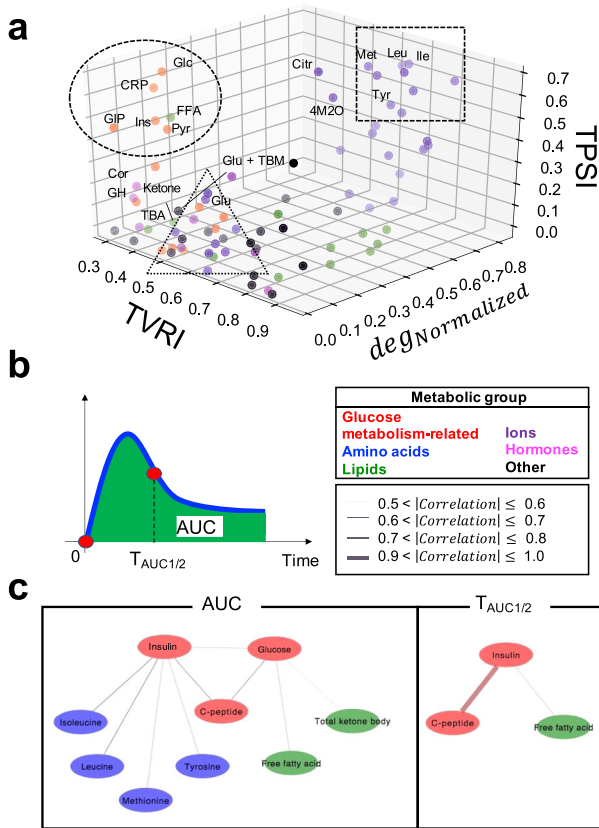 a
Glc
CRP
GIP
Ins
FFA
Pyr
Cor
GH
Ketone
TBA
Glu + TBM
Glu
Citr
4M2O
Met
Leu
Ile
Tyr
0.7
0.6
0.5
0.4
0.3
0.2
0.1
0.0
TPSI
0.3
0.4
0.5
0.6
0.7
0.8
0.9
TVRI
0.0
0.1
0.2
0.3
0.4
0.5
0.6
0.7
0.8
degNormalized
b
AUC
0
TAUC1/2
Time
Metabolic group
Glucose
metabolism-related
Amino acids
Lipids
Ions
Hormones
Other
0.5 < |Correlation| ≤ 0.6
0.6 < |Correlation| ≤ 0.7
0.7 < |Correlation| ≤ 0.8
0.9 < |Correlation| ≤ 1.0
c
AUC
Insulin
Glucose
Isoleucine
C-peptide
Total ketone body
Leucine
Tyrosine
Free fatty acid
Methionine
TAUC1/2
Insulin
C-peptide
Free fatty acid